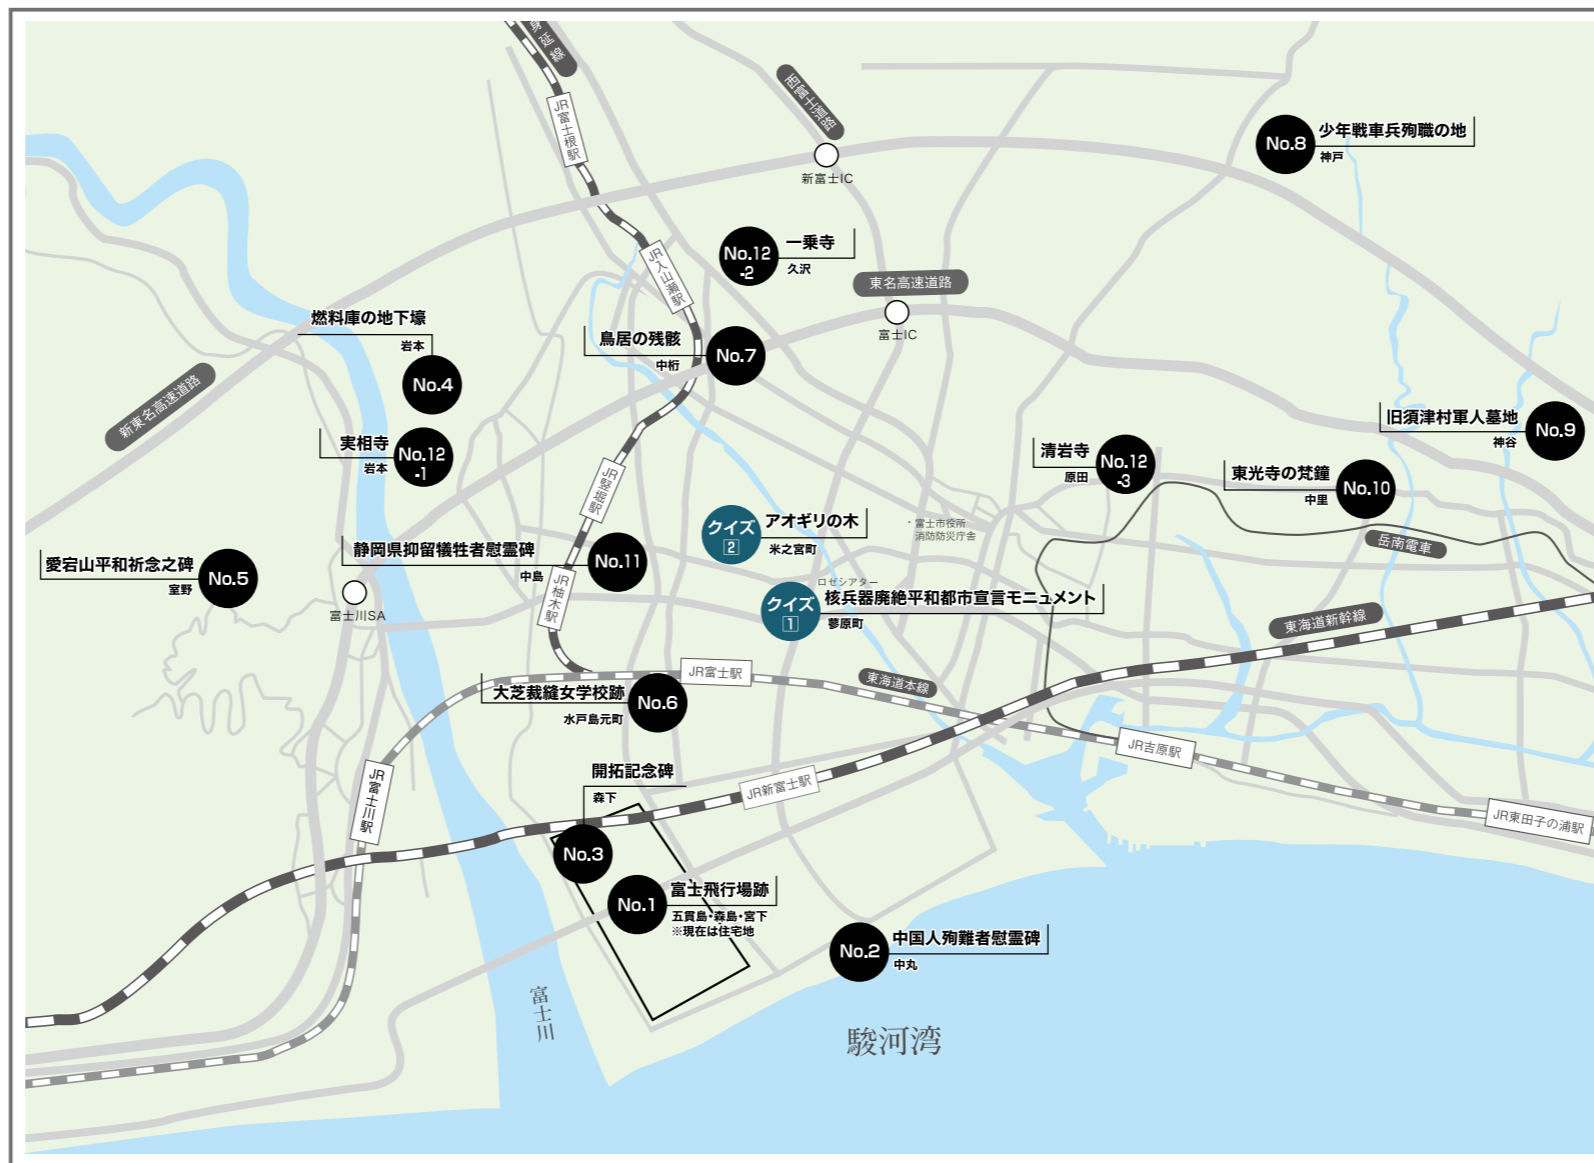 身延線
JR富士根駅
西富士道路
新富士IC
No.8
少年戦車兵殉職の地
神戸
No.12
-2
一乗寺
久沢
JR入山瀬駅
東名高速道路
富士IC
燃料庫の地下壕
岩本
No.4
鳥居の残骸
中桁
No.7
新東名高速道路
実相寺
岩本
No.12
-1
旧須津村軍人墓地
神谷
No.9
清岩寺
原田
No.12
-3
東光寺の梵鐘
中里
No.10
JR竪堀駅
クイズ
2
アオギリの木
米之宮町
・富士市役所
消防防災庁舎
岳南電車
静岡県抑留犠牲者慰霊碑
中島
No.11
愛宕山平和祈念之碑
室野
No.5
富士川SA
JR柚木駅
ロゼシアター
クイズ
1
核兵器廃絶平和都市宣言モニュメント
蓼原町
東海道新幹線
JR富士駅
東海道本線
大芝裁縫女学校跡
水戸島元町
No.6
JR吉原駅
開拓記念碑
森下
No.3
JR新富士駅
JR富士川駅
JR東田子の浦駅
No.1
富士飛行場跡
五貫島・森島・宮下
※現在は住宅地
No.2
中国人殉難者慰霊碑
中丸
富士川
駿河湾